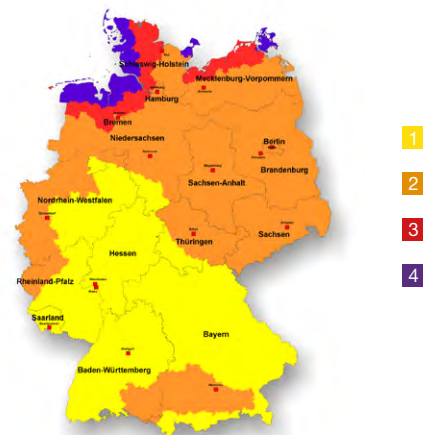 Schleswig-Holstein
Mecklenburg-Vorpommern
Hamburg
Bremen
Niedersachsen
Berlin
Brandenburg
Sachsen-Anhalt
Nordrhein-Westfalen
Sachsen
Thüringen
Hessen
Rheinland-Pfalz
Saarland
Bayern
Baden-Württemberg
1
2
3
4